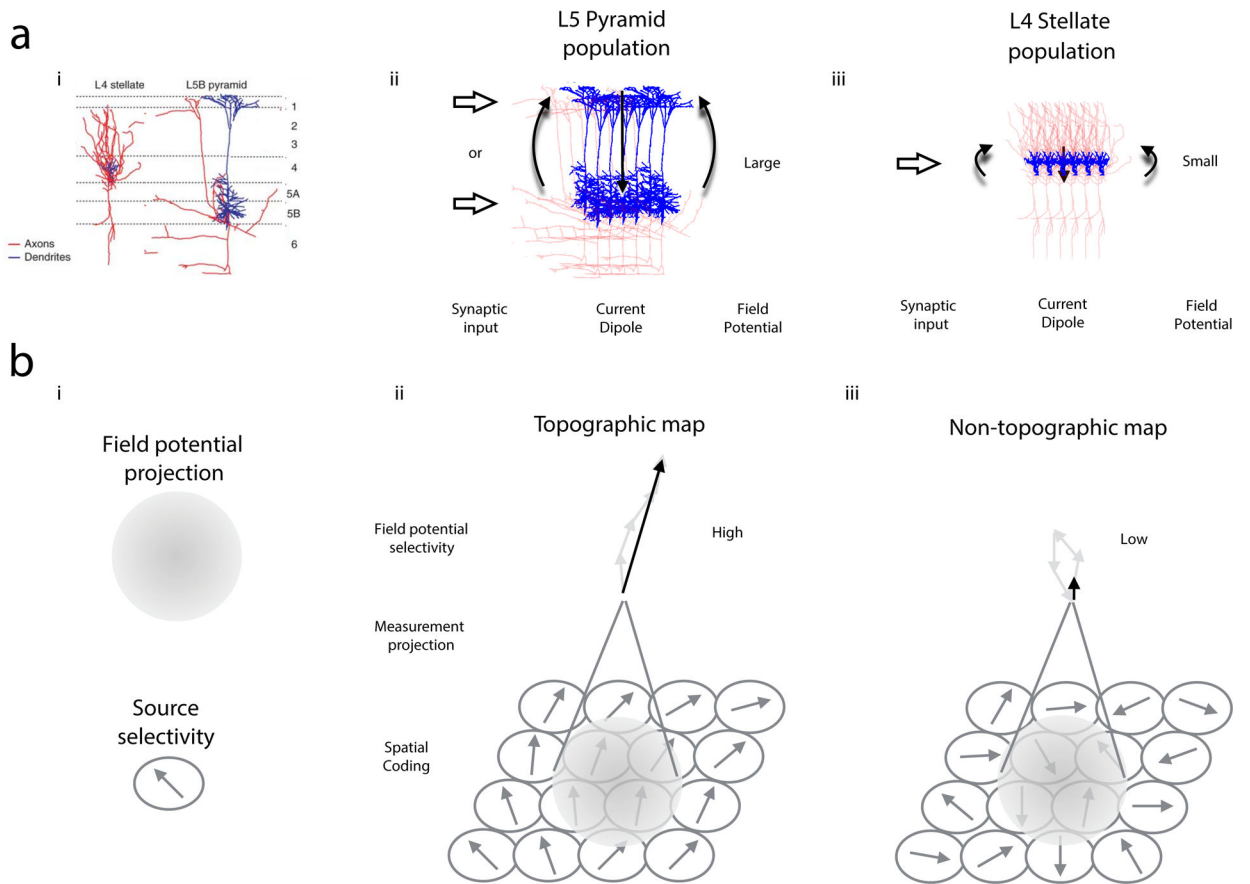 a
L5 Pyramid
population
L4 Stellate
population
i
L4 stellate
L5B pyramid
1
2
3
4
5A
5B
6
Axons
Dendrites
ii
or
Large
Synaptic
input
Current
Dipole
Field
Potential
iii
Small
Synaptic
input
Current
Dipole
Field
Potential
b
i
Field potential
projection
Source
selectivity
ii
Topographic map
Field potential
selectivity
High
Measurement
projection
Spatial
Coding
iii
Non-topographic map
Low